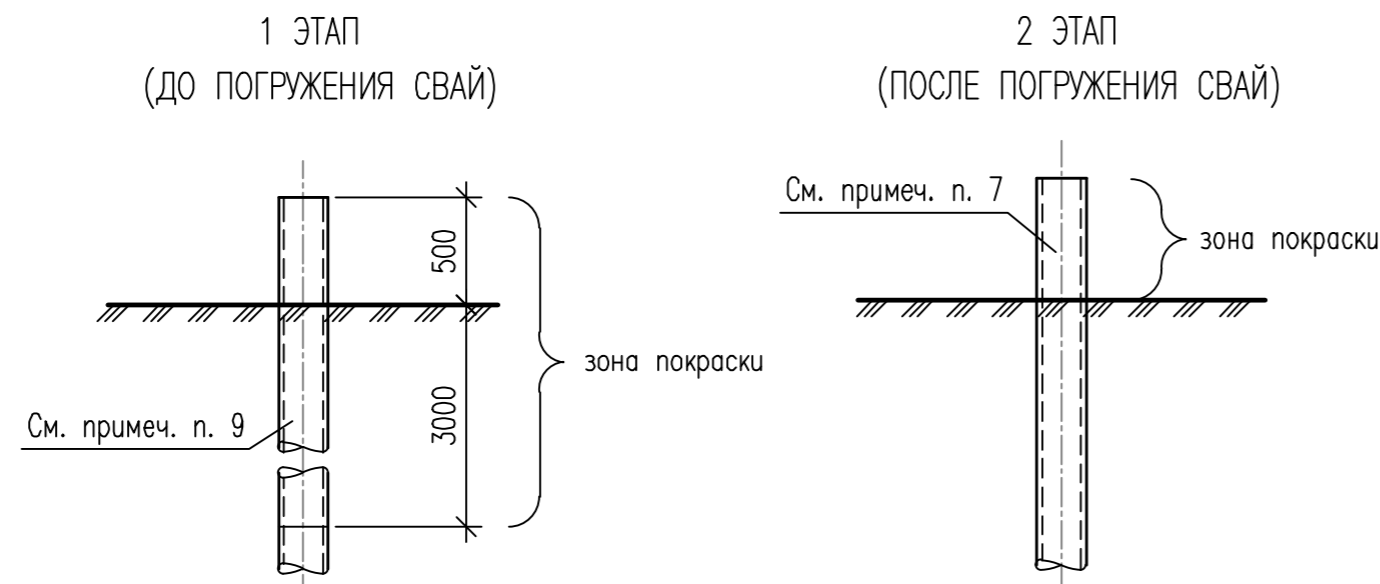 1 ЭТАП
(ДО ПОГРУЖЕНИЯ СВАЙ)
500
3000
зона покраски
См. примеч. п. 9
2 ЭТАП
(ПОСЛЕ ПОГРУЖЕНИЯ СВАЙ)
См. примеч. п. 7
зона покраски